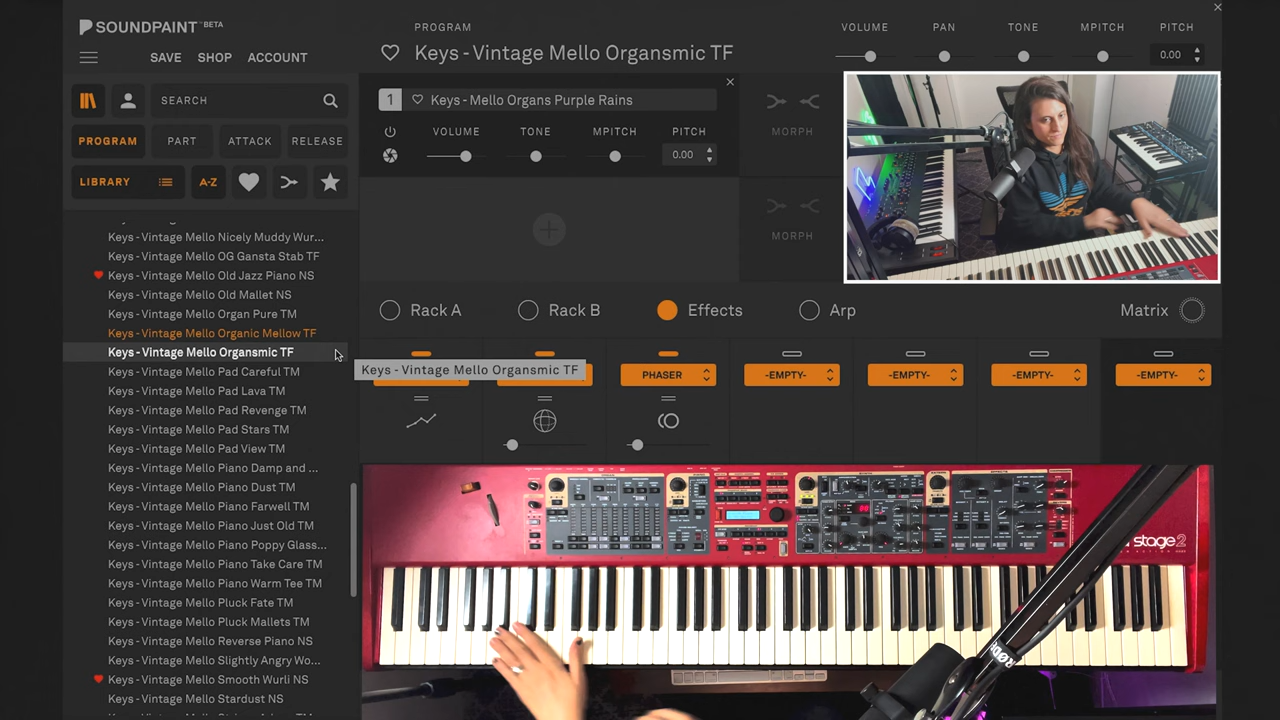 SOUNDPAINT™BETA
SAVE SHOP ACCOUNT
PROGRAM
Keys - Vintage Mello Organsmic TF
VOLUME PAN TONE MPITCH PITCH
0.00
SEARCH
PROGRAM PART ATTACK RELEASE
LIBRARY A-Z
1 Keys - Mello Organs Purple Rains
VOLUME TONE MPITCH PITCH
0.00
MORPH
MORPH
Keys - Vintage Mello Nicely Muddy Wur...
Keys - Vintage Mello OG Gansta Stab TF
Keys - Vintage Mello Old Jazz Piano NS
Keys - Vintage Mello Old Mallet NS
Keys - Vintage Mello Organ Pure TM
Keys - Vintage Mello Organic Mellow TF
Keys - Vintage Mello Organsmic TF
Keys - Vintage Mello Pad Careful TM
Keys - Vintage Mello Pad Lava TM
Keys - Vintage Mello Pad Revenge TM
Keys - Vintage Mello Pad Stars TM
Keys - Vintage Mello Pad View TM
Keys - Vintage Mello Piano Damp and ...
Keys - Vintage Mello Piano Dust TM
Keys - Vintage Mello Piano Farwell TM
Keys - Vintage Mello Piano Just Old TM
Keys - Vintage Mello Piano Poppy Glass...
Keys - Vintage Mello Piano Take Care TM
Keys - Vintage Mello Piano Warm Tee TM
Keys - Vintage Mello Pluck Fate TM
Keys - Vintage Mello Pluck Mallets TM
Keys - Vintage Mello Reverse Piano NS
Keys - Vintage Mello Slightly Angry Wo...
Keys - Vintage Mello Smooth Wurli NS
Keys - Vintage Mello Stardust NS
Rack A Rack B Effects Arp Matrix
Keys - Vintage Mello Organsmic TF
PHASER -EMPTY- -EMPTY- -EMPTY- -EMPTY-
stage 2
RØDE